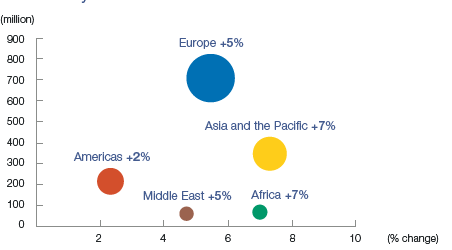 (million)
900
800
700
600
500
400
300
200
100
0
Europe +5%
Asia and the Pacific +7%
Americas +2%
Middle East +5%
Africa +7%
2
4
6
8
10
(% change)